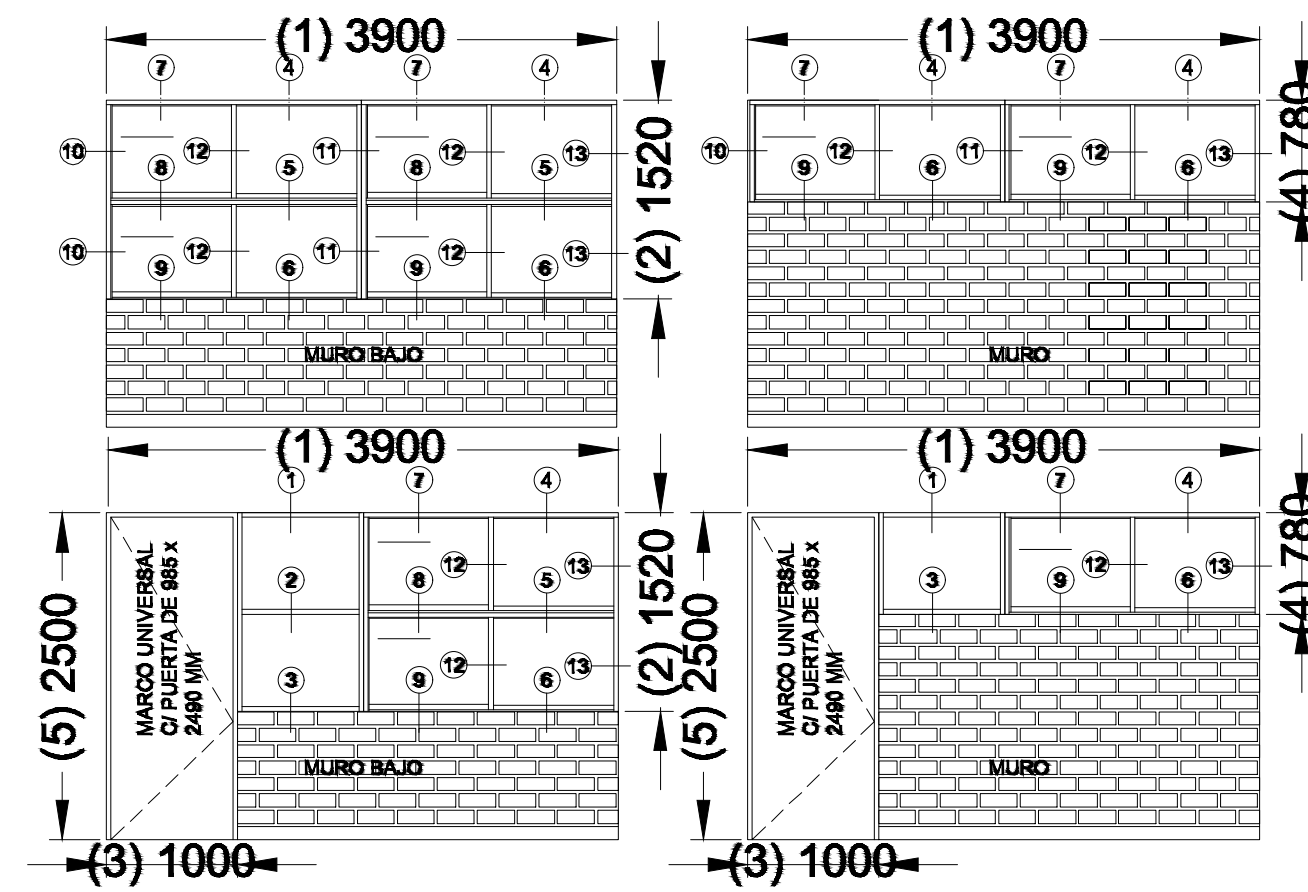 (1) 3900
7 4 7 4
10 12 11 12 13
8 5 8 5
10 12 11 12 13
9 6 9 6
MURO BAJO
(2) 1520
(1) 3900
7 4 7 4
10 12 11 12 13
9 6 9 6
MURO
(4) 780
(1) 3900
1 7 4
12 13
2 8 5
12 13
3 9 6
MARCO UNIVERSAL
C/ PUERTA DE 985 x
2490 MM
MURO BAJO
(2) 1520
(5) 2500
(3) 1000
(1) 3900
1 7 4
12 13
3 9 6
MARCO UNIVERSAL
C/ PUERTA DE 985 x
2490 MM
MURO
(4) 780
(5) 2500
(3) 1000